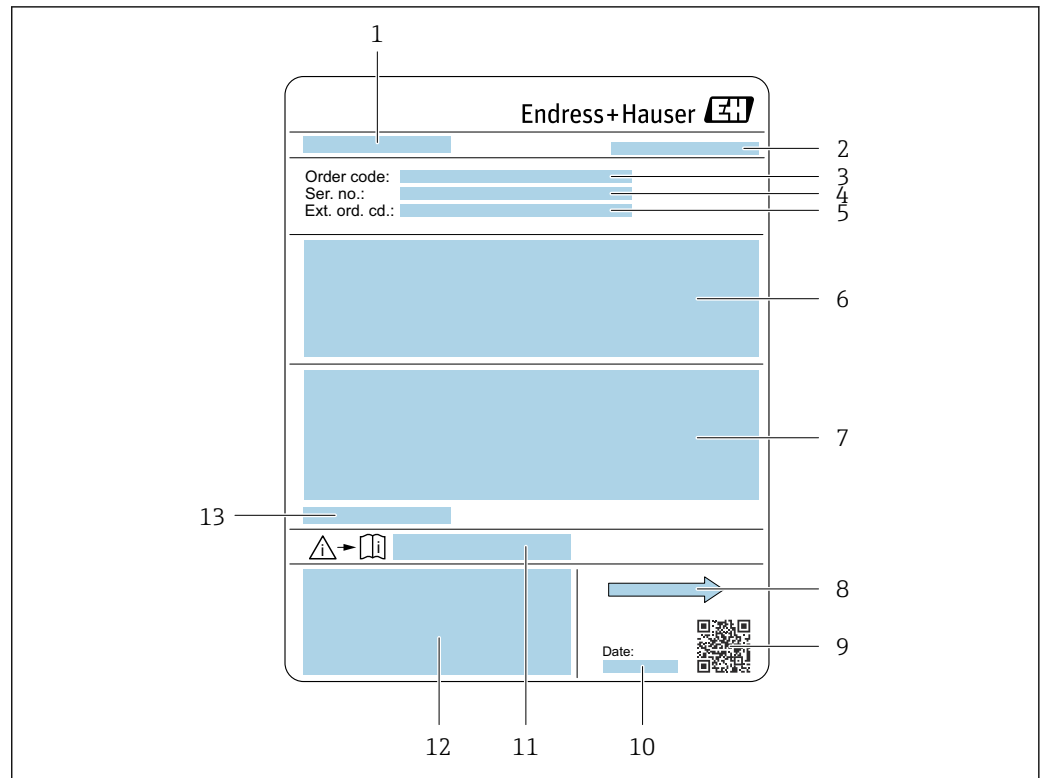 1
Endress+Hauser EH
2
Order code: 3
Ser. no.: 4
Ext. ord. cd.: 5
6
7
13
i i
11
8
9
Date:
12
10